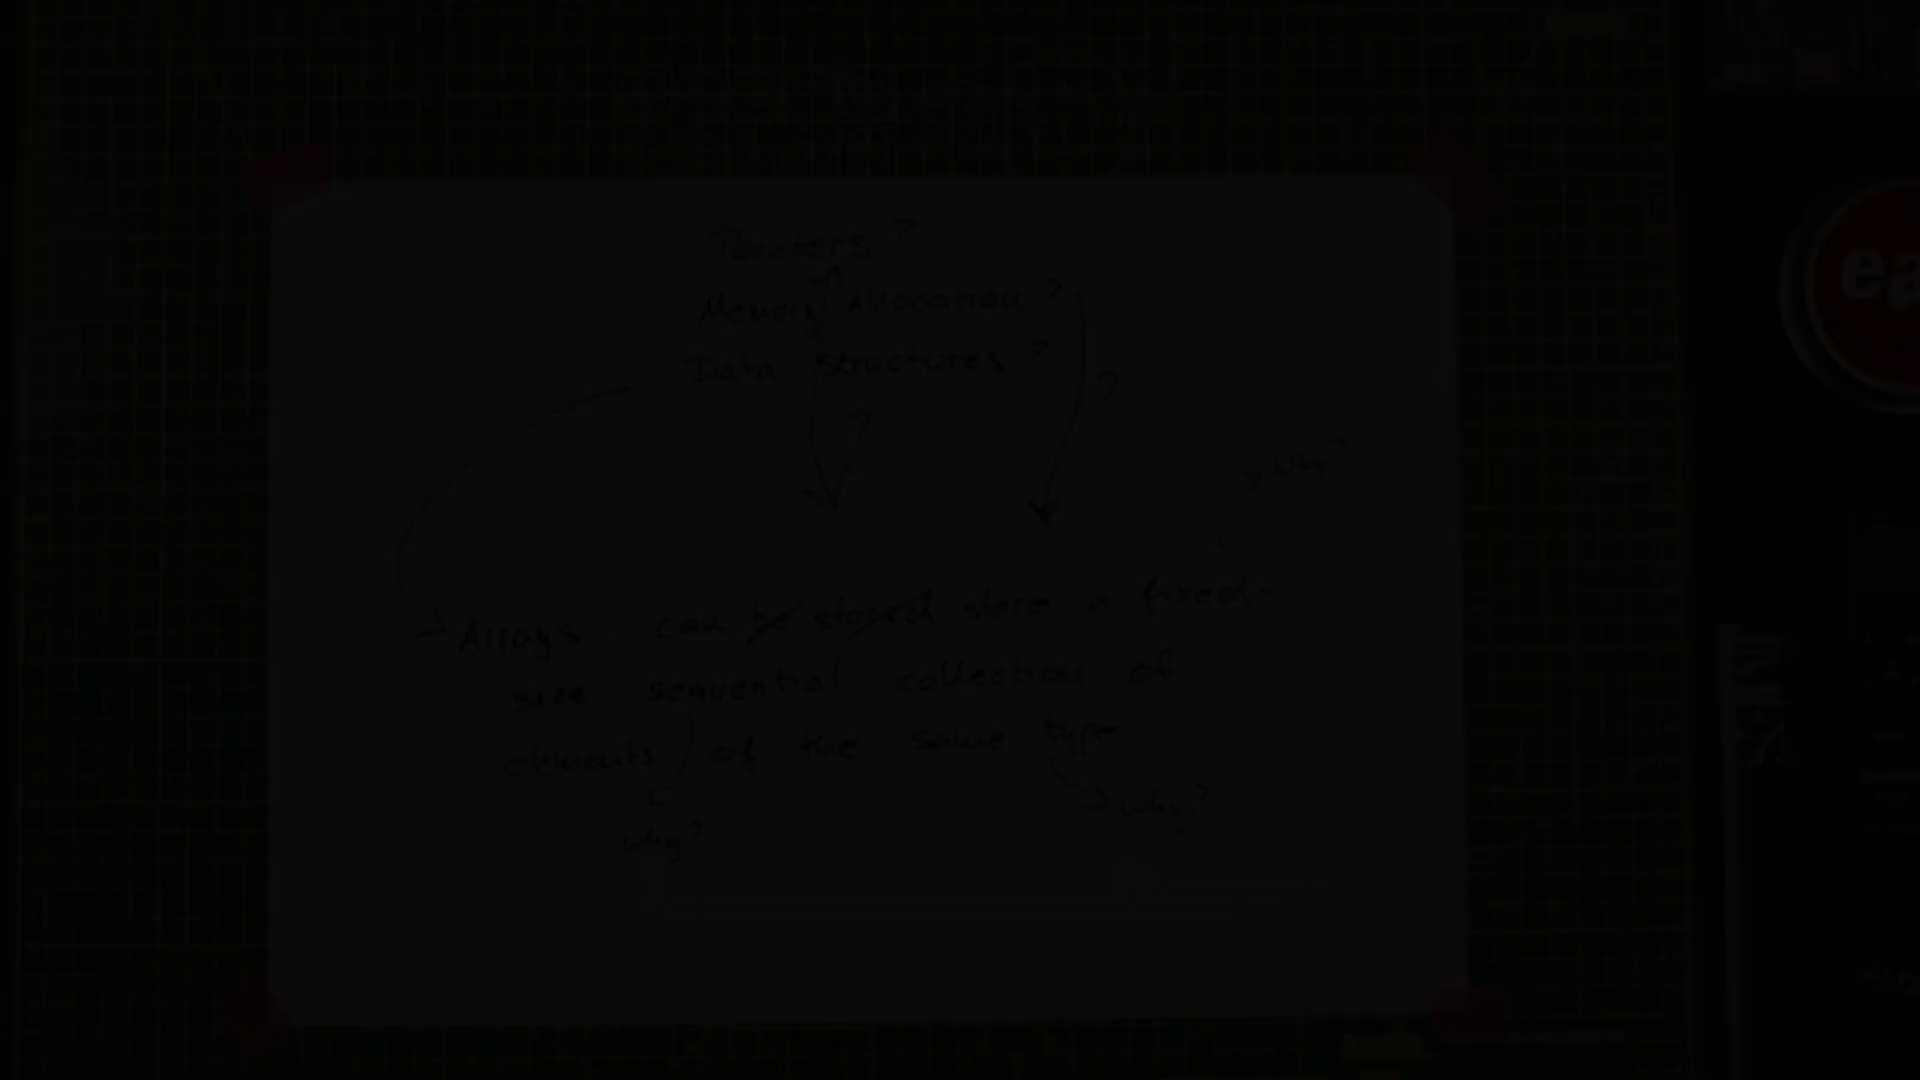 Pointers ?
Memory Allocation ?
Data Structures ?
?
?
why?
Arrays can be stored store a fixed-
size sequential collection of
elements of the same type.
why?
why?
ea